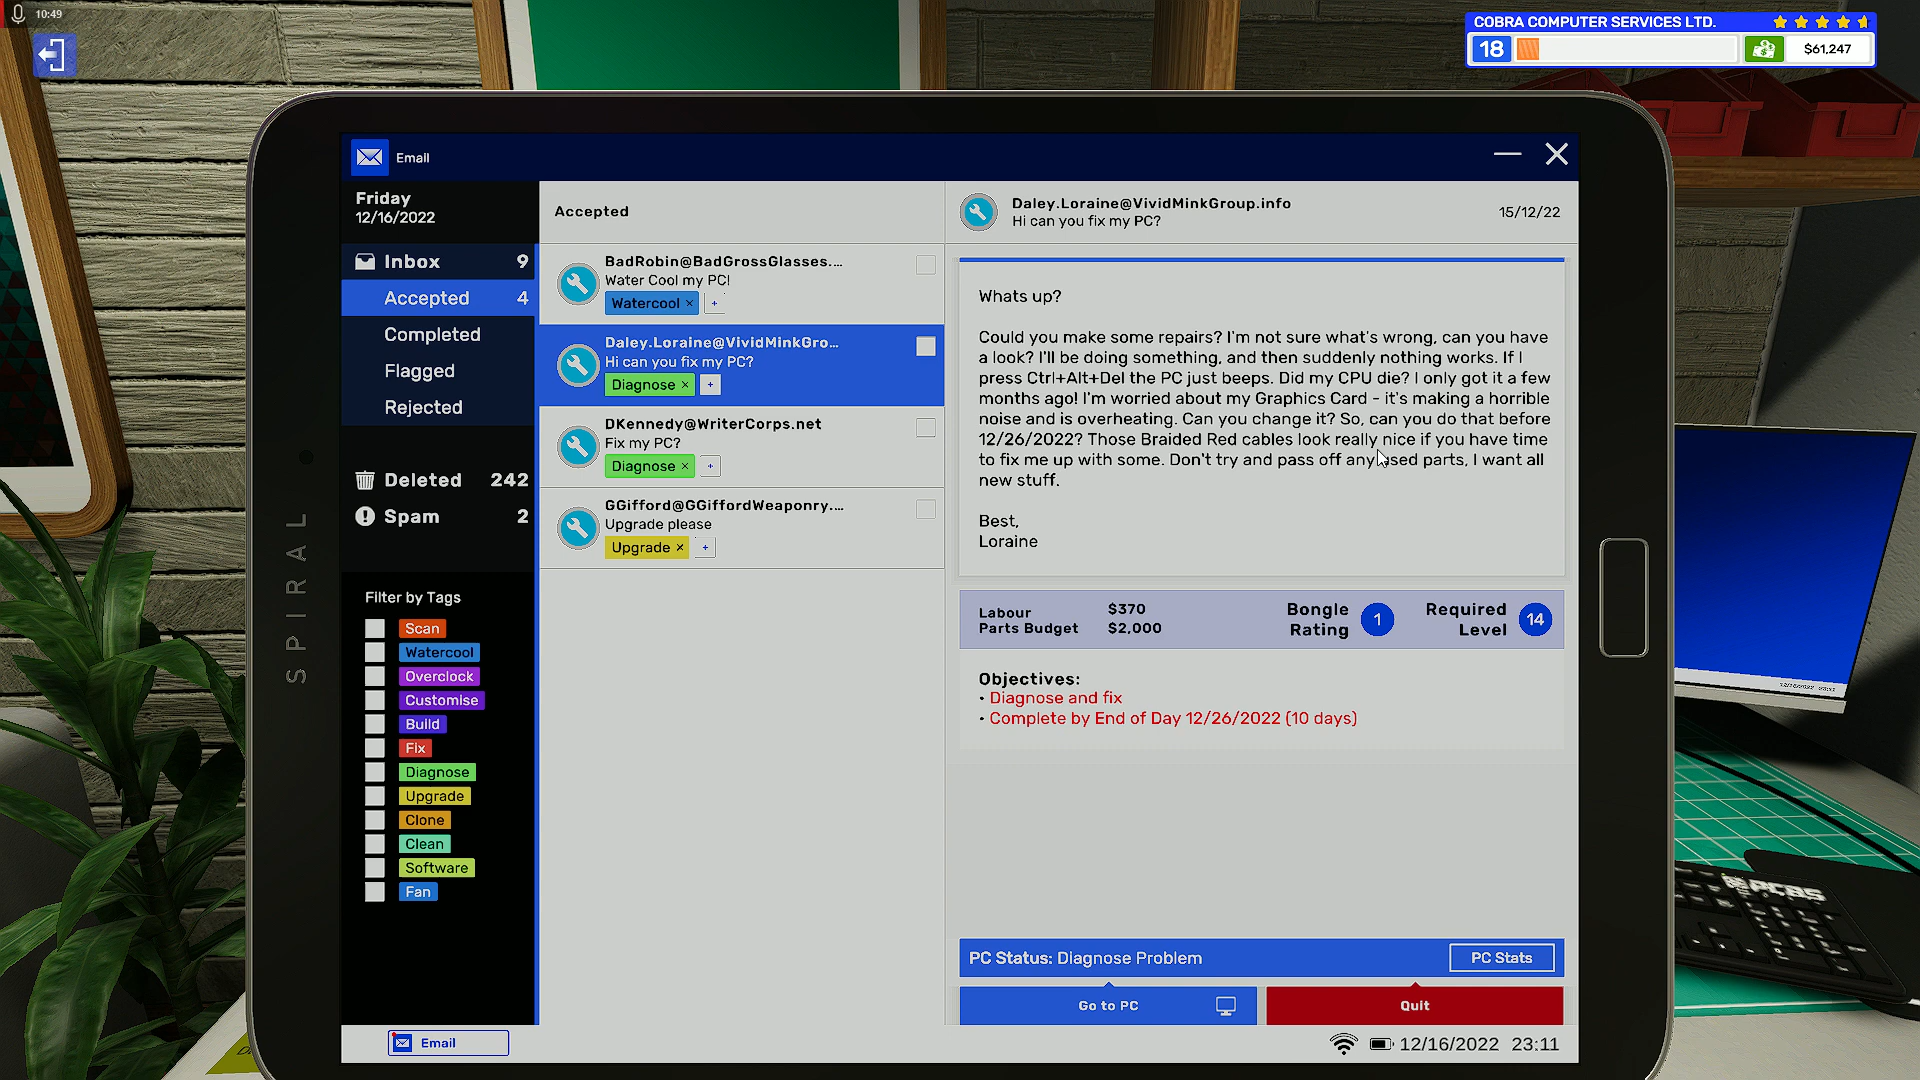 10:49
COBRA COMPUTER SERVICES LTD.
18
$61,247
Email
Friday
12/16/2022
Inbox 9
Accepted 4
Completed
Flagged
Rejected
Deleted 242
Spam 2
Filter by Tags
Scan
Watercool
Overclock
Customise
Build
Fix
Diagnose
Upgrade
Clone
Clean
Software
Fan
Accepted
BadRobin@BadGrossGlasses....
Water Cool my PC!
Watercool × +
Daley.Loraine@VividMinkGro...
Hi can you fix my PC?
Diagnose × +
DKennedy@WriterCorps.net
Fix my PC?
Diagnose × +
GGifford@GGiffordWeaponry....
Upgrade please
Upgrade × +
Daley.Loraine@VividMinkGroup.info
Hi can you fix my PC?
15/12/22
Whats up?
Could you make some repairs? I'm not sure what's wrong, can you have
a look? I'll be doing something, and then suddenly nothing works. If I
press Ctrl+Alt+Del the PC just beeps. Did my CPU die? I only got it a few
months ago! I'm worried about my Graphics Card - it's making a horrible
noise and is overheating. Can you change it? So, can you do that before
12/26/2022? Those Braided Red cables look really nice if you have time
to fix me up with some. Don't try and pass off any used parts, I want all
new stuff.
Best,
Loraine
Labour $370
Parts Budget $2,000
Bongle Rating 1
Required Level 14
Objectives:
• Diagnose and fix
• Complete by End of Day 12/26/2022 (10 days)
PC Status: Diagnose Problem
PC Stats
Go to PC
Quit
Email
12/16/2022 23:11
SPIRAL
PCBS